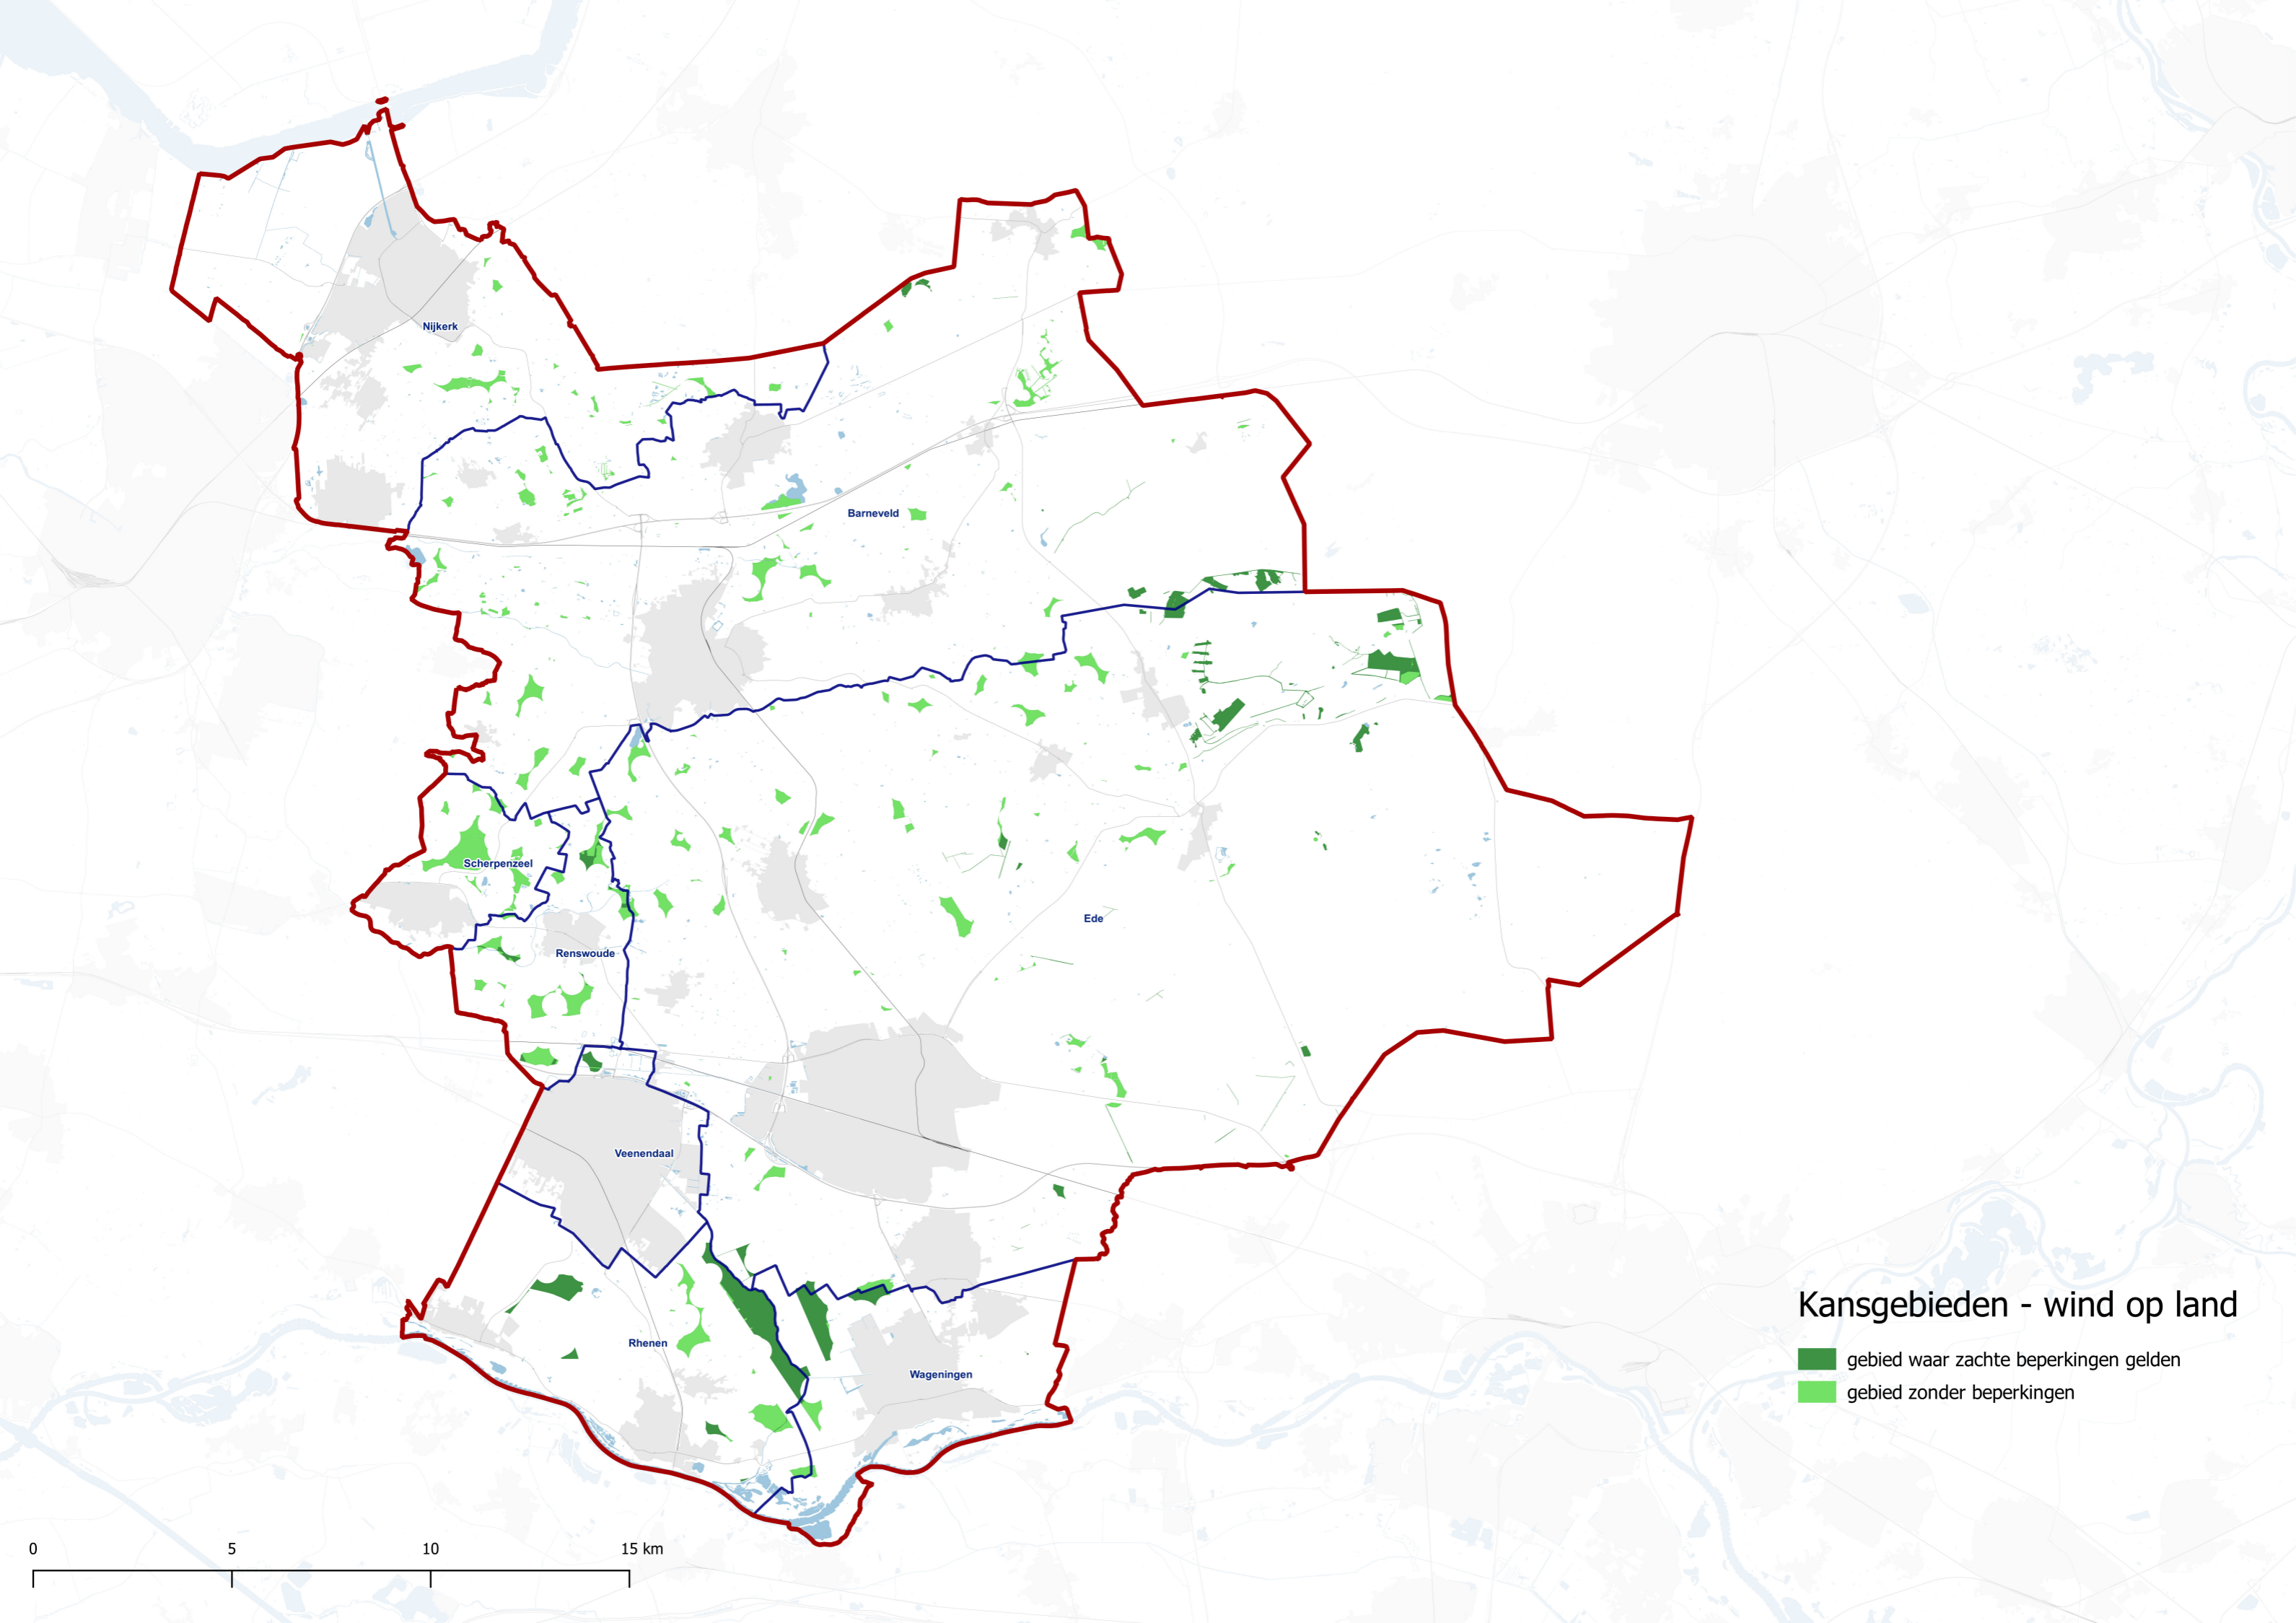 Nijkerk
Barneveld
Scherpenzeel
Ede
Renswoude
Veenendaal
Rhenen
Wageningen
Kansgebieden - wind op land
gebied waar zachte beperkingen gelden
gebied zonder beperkingen
0 5 10 15 km